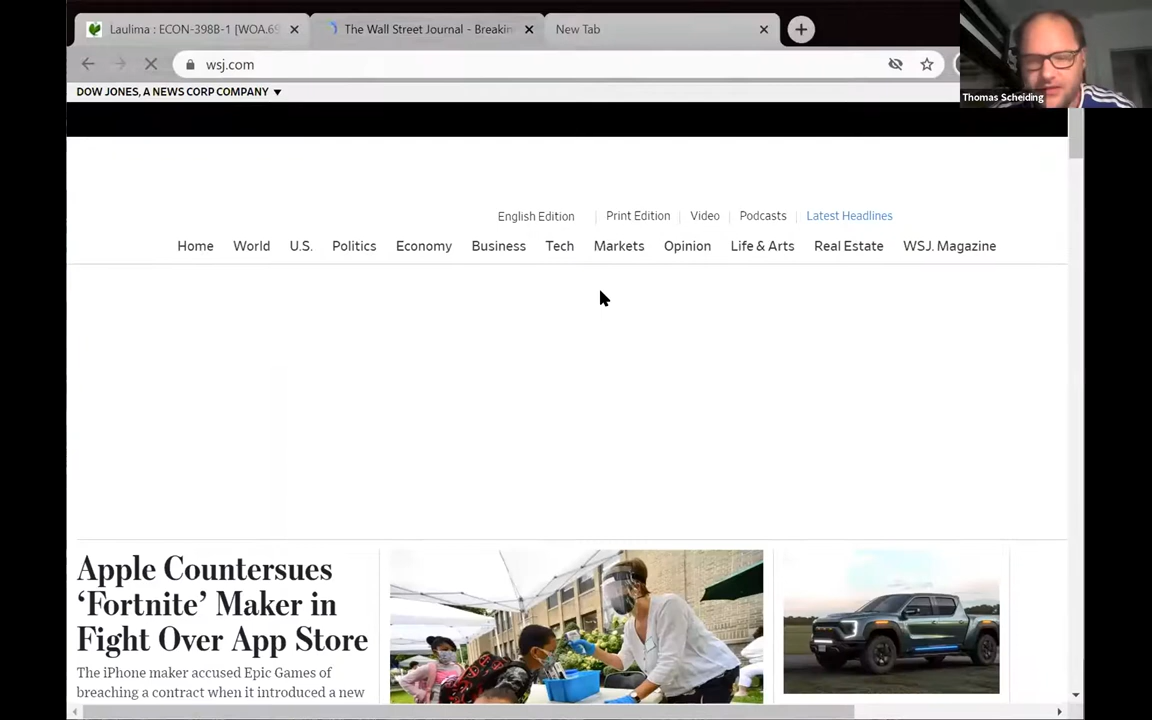 Laulima : ECON-398B-1 [WOA.69
The Wall Street Journal - Breakin
New Tab
wsj.com
Thomas Scheiding
DOW JONES, A NEWS CORP COMPANY
English Edition
Print Edition
Video
Podcasts
Latest Headlines
Home
World
U.S.
Politics
Economy
Business
Tech
Markets
Opinion
Life & Arts
Real Estate
WSJ. Magazine
Apple Countersues
‘Fortnite’ Maker in
Fight Over App Store
The iPhone maker accused Epic Games of
breaching a contract when it introduced a new